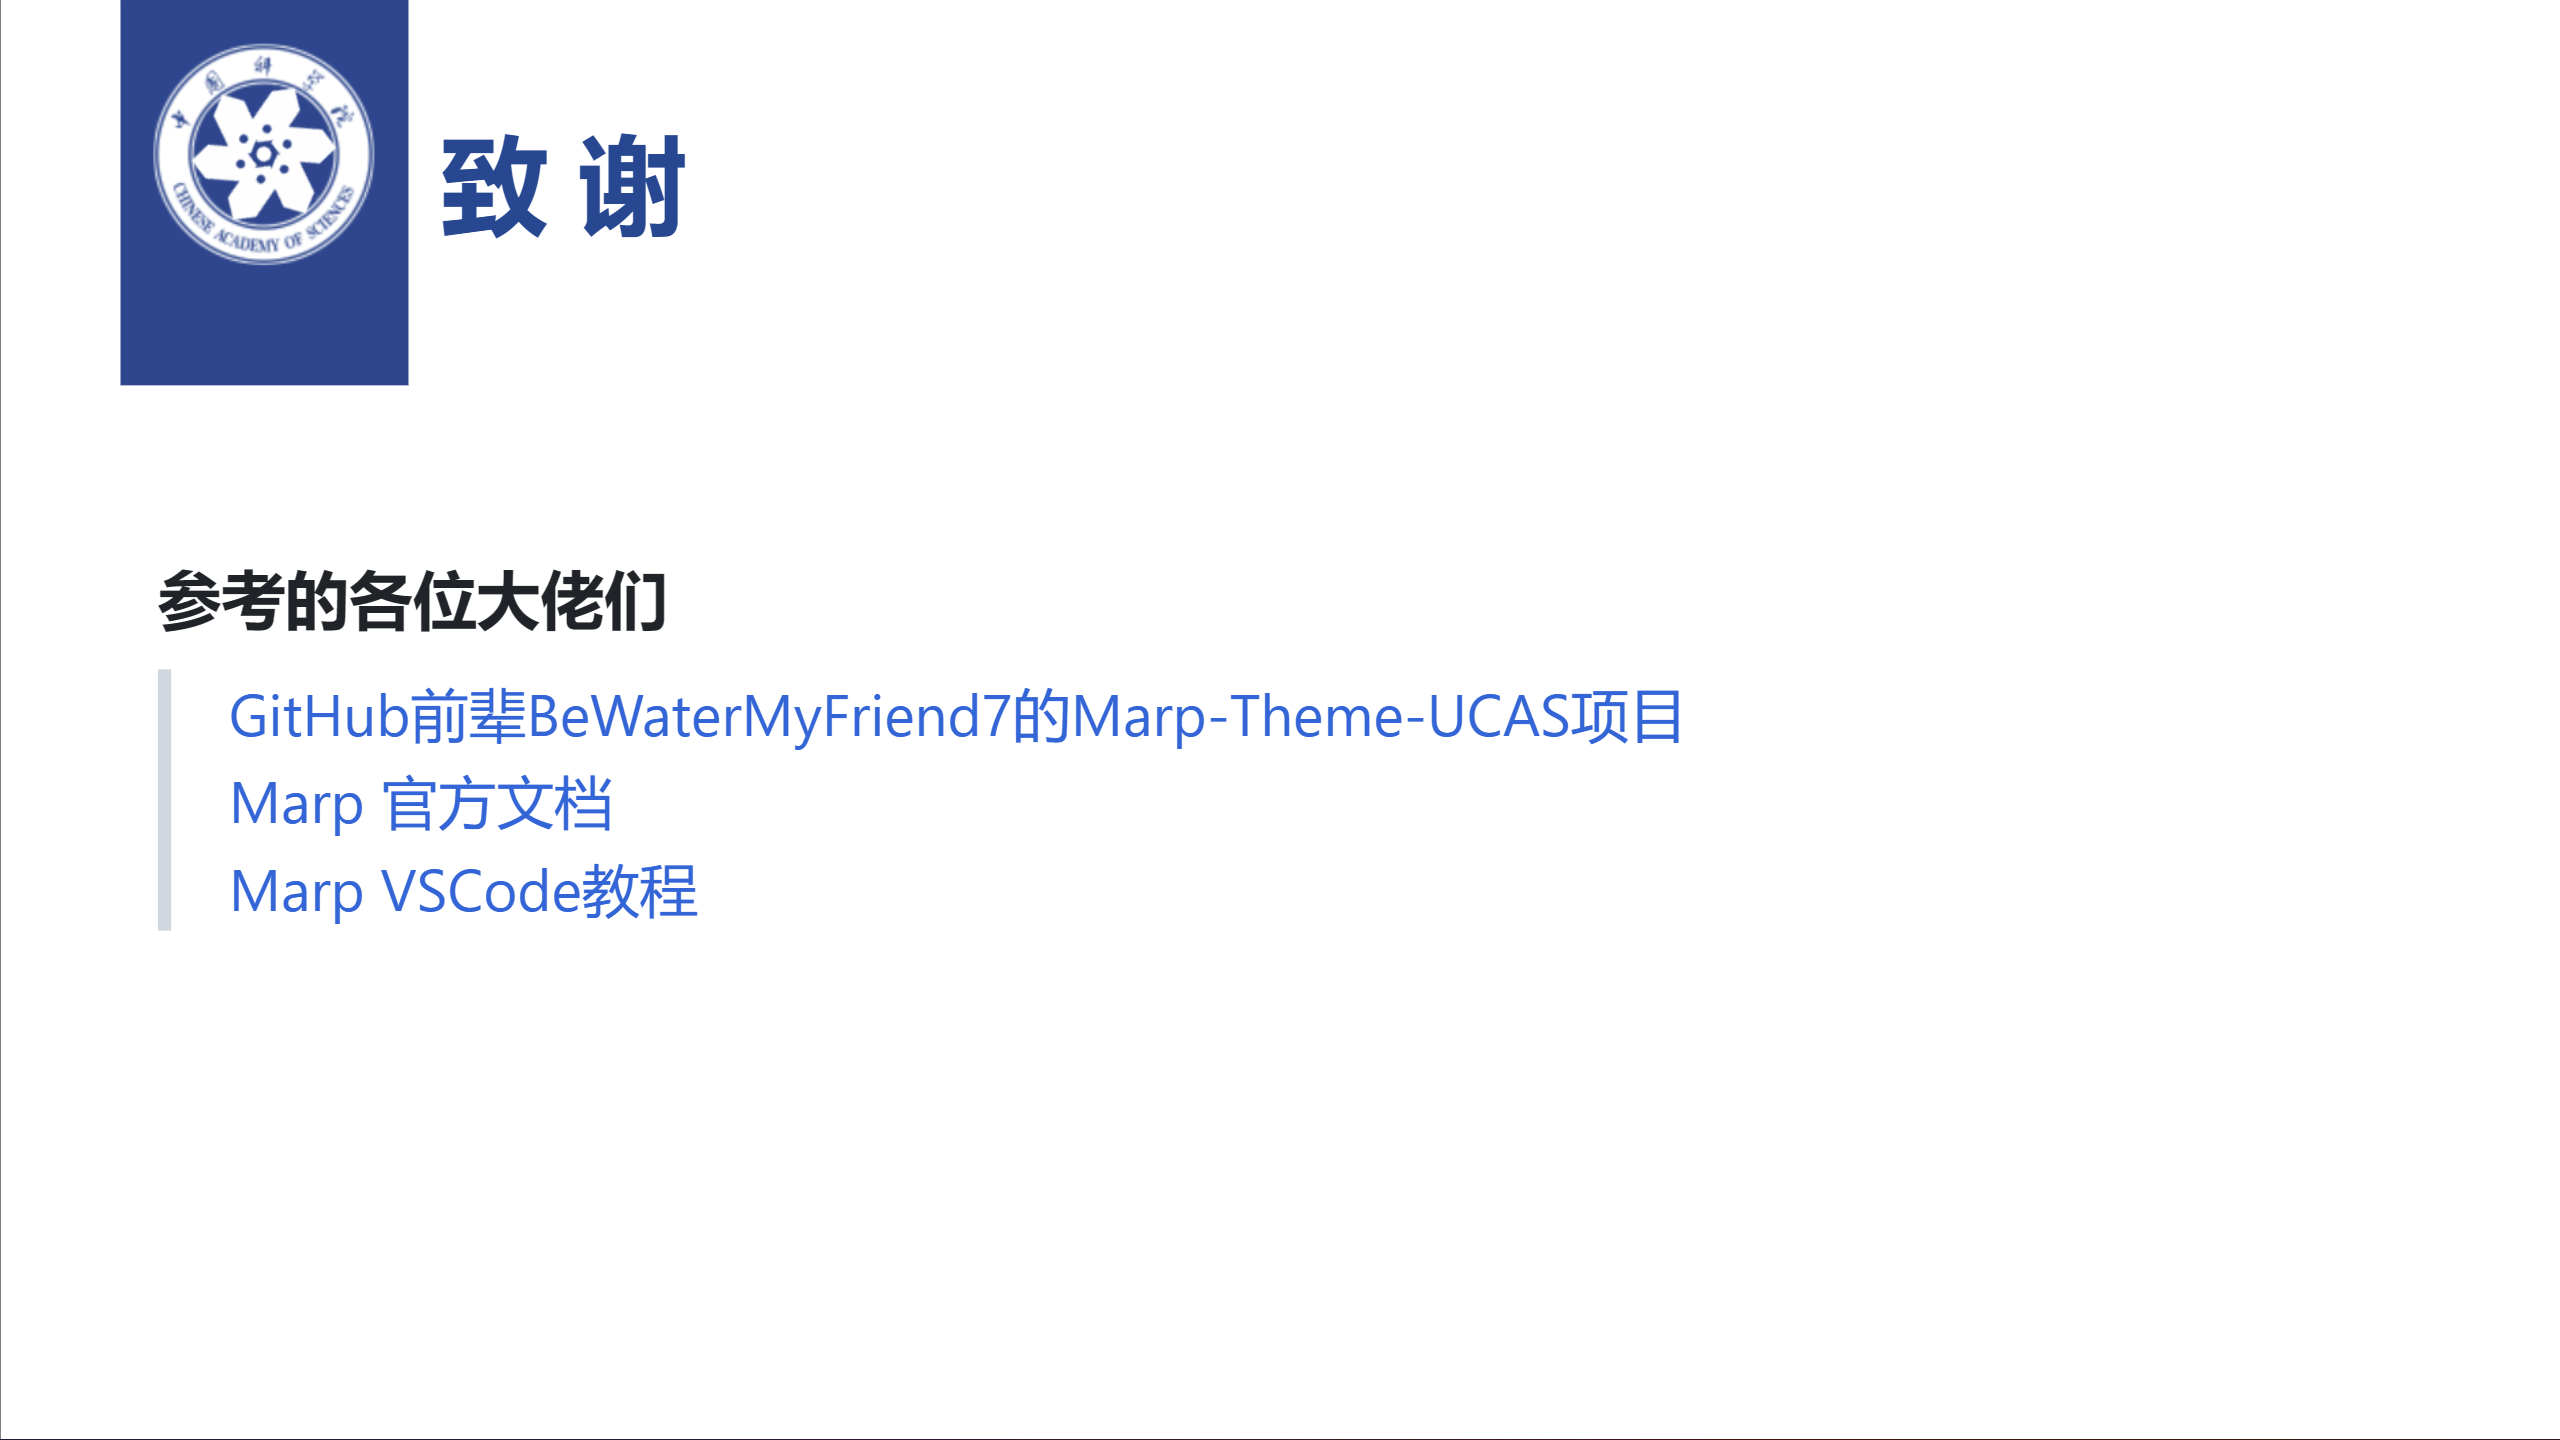 中国科学院
CHINESE ACADEMY OF SCIENCES
致 谢
参考的各位大佬们
GitHub前辈BeWaterMyFriend7的Marp-Theme-UCAS项目
Marp 官方文档
Marp VSCode教程